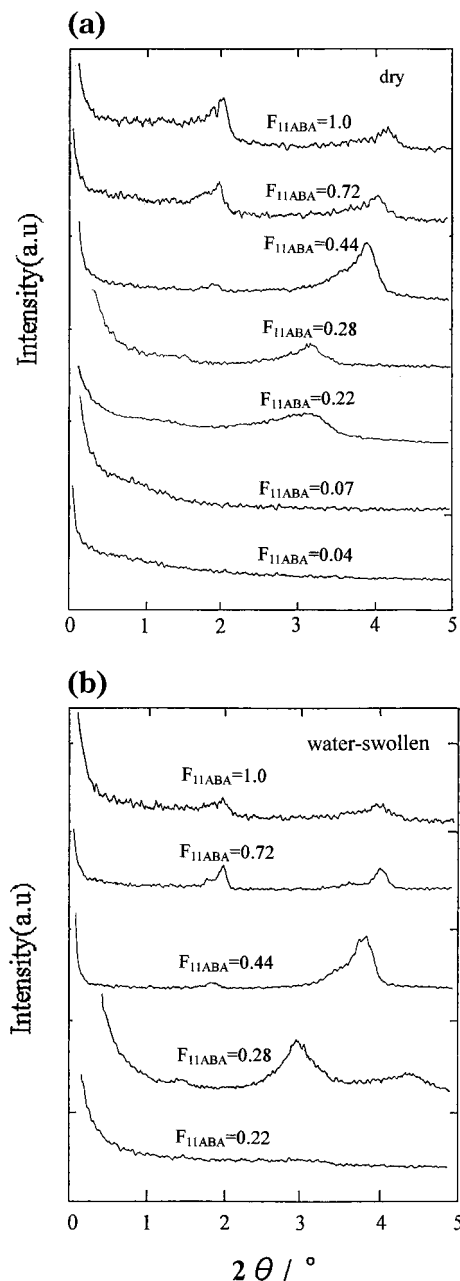 (a)
dry
F11ABA=1.0
F11ABA=0.72
F11ABA=0.44
F11ABA=0.28
F11ABA=0.22
F11ABA=0.07
F11ABA=0.04
Intensity(a.u)
0 1 2 3 4 5
(b)
water-swollen
F11ABA=1.0
F11ABA=0.72
F11ABA=0.44
F11ABA=0.28
F11ABA=0.22
Intensity(a.u)
0 1 2 3 4 5
2 θ / °